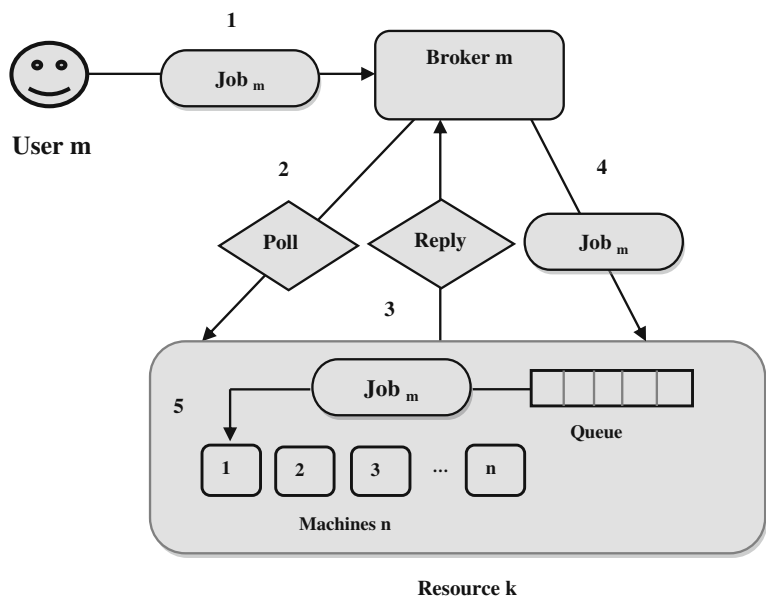 1
Job m
Broker m
User m
2
4
Poll
Reply
Job m
3
5
Job m
Queue
1
2
3
...
n
Machines n
Resource k